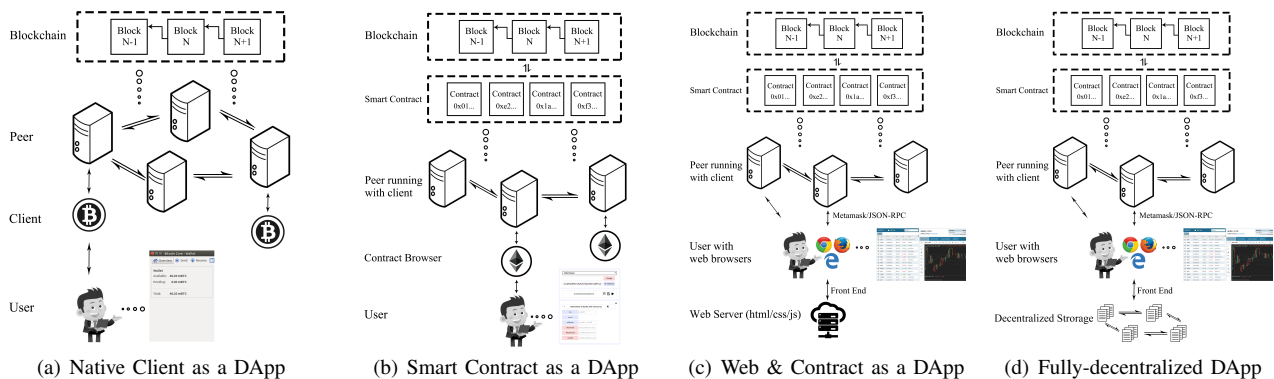 Blockchain
Block N-1
Block N
Block N+1
Peer
Client
User
Wallet
(a) Native Client as a DApp
Blockchain
Block N-1
Block N
Block N+1
Smart Contract
Contract 0x01...
Contract 0xe2...
Contract 0x1a...
Contract 0xf3...
Peer running
with client
Contract Browser
User
(b) Smart Contract as a DApp
Blockchain
Block N-1
Block N
Block N+1
Smart Contract
Contract 0x01...
Contract 0xe2...
Contract 0x1a...
Contract 0xf3...
Peer running
with client
Metamask/JSON-RPC
User with
web browsers
Front End
Web Server (html/css/js)
(c) Web & Contract as a DApp
Blockchain
Block N-1
Block N
Block N+1
Smart Contract
Contract 0x01...
Contract 0xe2...
Contract 0x1a...
Contract 0xf3...
Peer running
with client
Metamask/JSON-RPC
User with
web browsers
Front End
Decentralized Strorage
(d) Fully-decentralized DApp